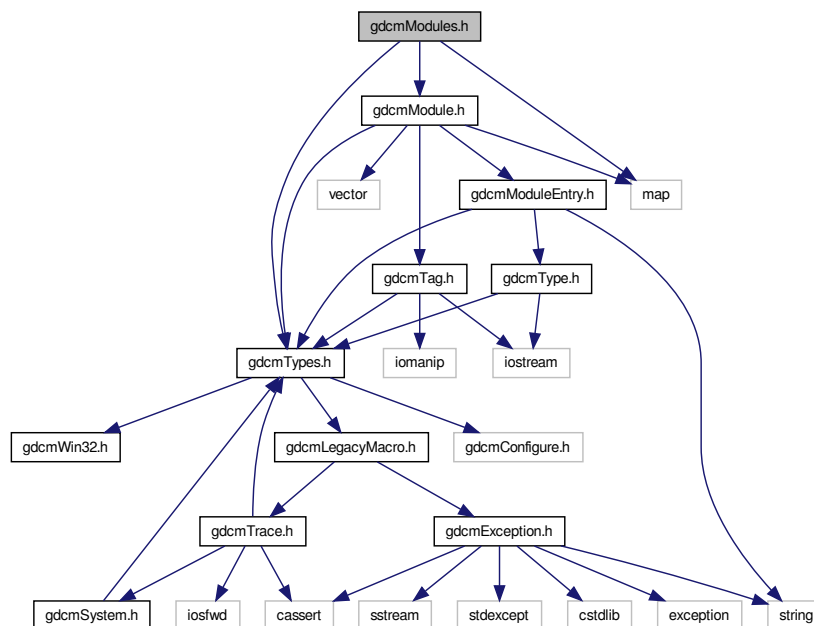 gdcmModules.h
gdcmModule.h
vector
gdcmModuleEntry.h
map
gdcmTag.h
gdcmType.h
gdcmTypes.h
iomanip
iostream
gdcmWin32.h
gdcmLegacyMacro.h
gdcmConfigure.h
gdcmTrace.h
gdcmException.h
gdcmSystem.h
iosfwd
cassert
sstream
stdexcept
cstdlib
exception
string